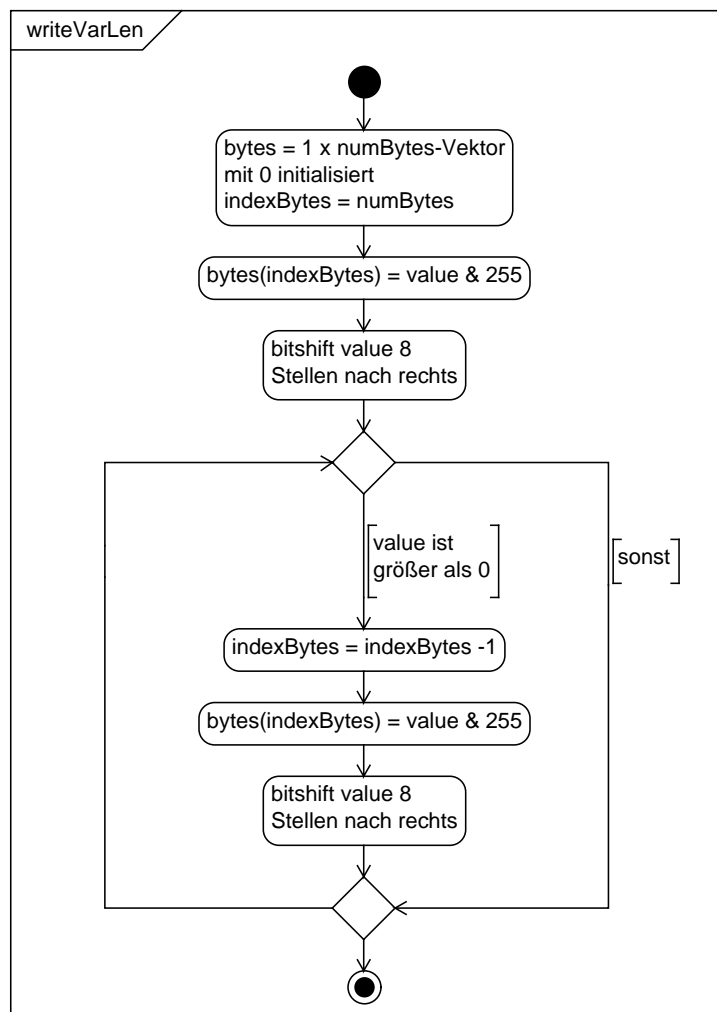 writeVarLen
bytes = 1 x numBytes-Vektor
mit 0 initialisiert
indexBytes = numBytes
bytes(indexBytes) = value & 255
bitshift value 8
Stellen nach rechts
value ist
größer als 0
sonst
indexBytes = indexBytes -1
bytes(indexBytes) = value & 255
bitshift value 8
Stellen nach rechts